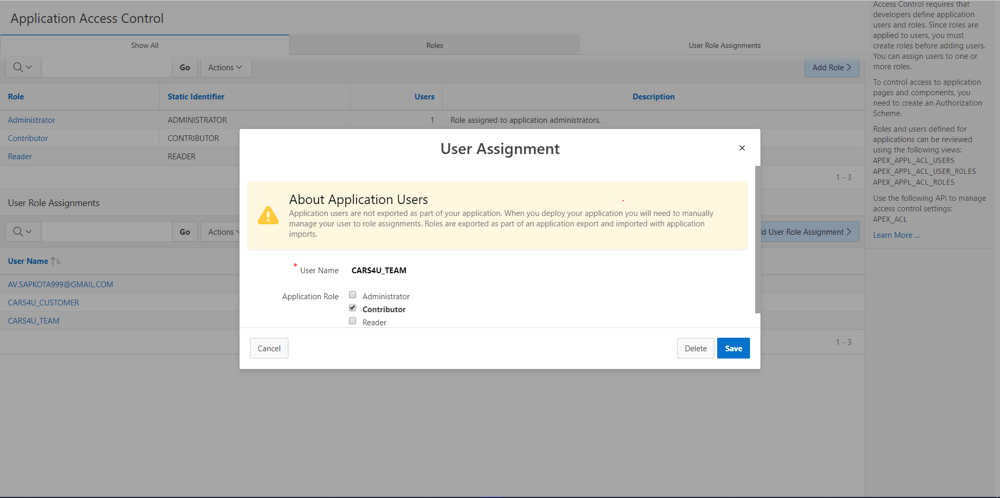 Application Access Control
Show All
Roles
User Role Assignments
Go
Actions
Add Role
Role
Static Identifier
Users
Description
Administrator
ADMINISTRATOR
1
Role assigned to application administrators.
Contributor
CONTRIBUTOR
Reader
READER
1 - 3
User Role Assignments
Go
Actions
d User Role Assignment
User Name
AV.SAPKOTA999@GMAIL.COM
CARS4U_CUSTOMER
CARS4U_TEAM
1 - 3
User Assignment
About Application Users
Application users are not exported as part of your application. When you deploy your application you will need to manually
manage your user to role assignments. Roles are exported as part of an application export and imported with application
imports.
* User Name
CARS4U_TEAM
Application Role
Administrator
Contributor
Reader
Cancel
Delete
Save
Access Control requires that
developers define application
users and roles. Since roles are
applied to users, you must
create roles before adding users.
You can assign users to one or
more roles.
To control access to application
pages and components, you
need to create an Authorization
Scheme.
Roles and users defined for
applications can be reviewed
using the following views:
APEX_APPL_ACL_USERS
APEX_APPL_ACL_USER_ROLES
APEX_APPL_ACL_ROLES
Use the following API to manage
access control settings:
APEX_ACL
Learn More ...